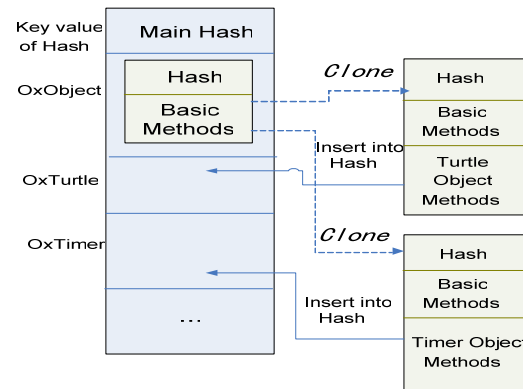 Key value
of Hash
Main Hash
OxObject
Hash
Basic
Methods
OxTurtle
OxTimer
...
Clone
Insert into
Hash
Clone
Insert into
Hash
Hash
Basic
Methods
Turtle
Object
Methods
Hash
Basic
Methods
Timer Object
Methods